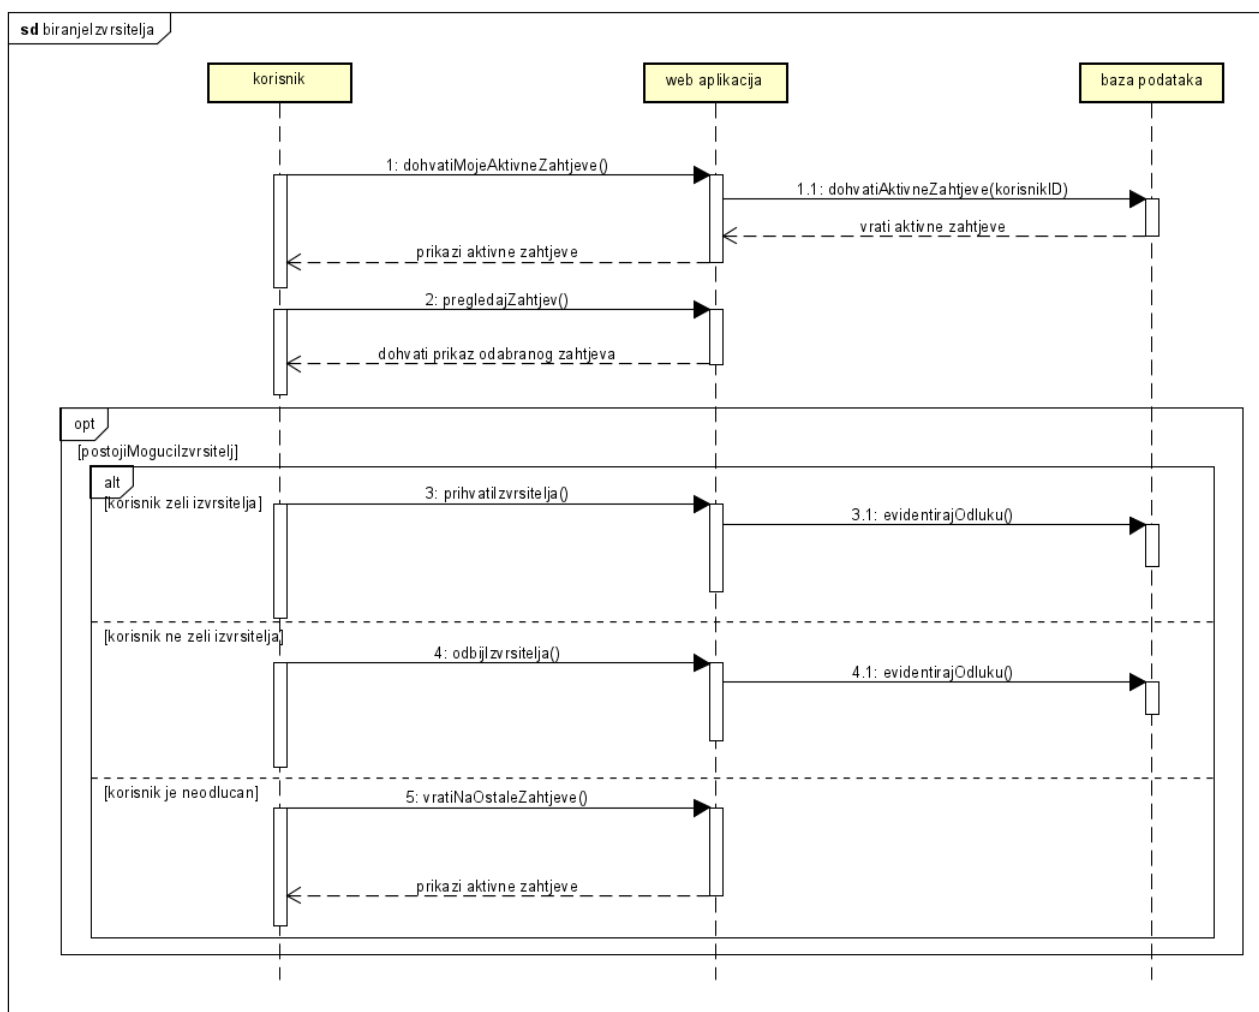 sd biranjeIzvrsitelja
korisnik
web aplikacija
baza podataka
1: dohvatiMojeAktivneZahtjeve()
1.1: dohvatiAktivneZahtjeve(korisnikID)
vrati aktivne zahtjeve
prikazi aktivne zahtjeve
2: pregledajZahtjev()
dohvati prikaz odabranog zahtjeva
opt
[postojiMoguciIzvrsitelj]
alt
[korisnik zeli izvrsitelja]
3: prihvatiIzvrsitelja()
3.1: evidentirajOdluku()
[korisnik ne zeli izvrsitelja]
4: odbijIzvrsitelja()
4.1: evidentirajOdluku()
[korisnik je neodlucan]
5: vratiNaOstaleZahtjeve()
prikazi aktivne zahtjeve